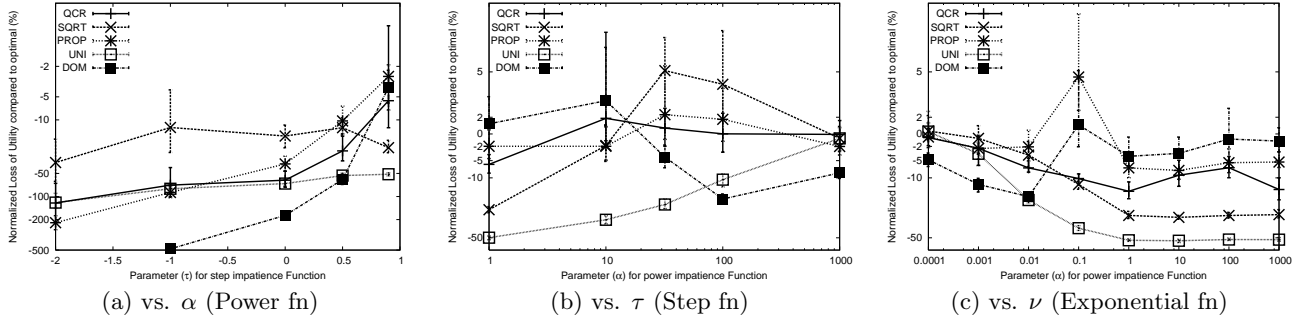 Normalized Loss of Utility compared to optimal (%)
QCR
SQRT
PROP
UNI
DOM
-2
-5
-10
-50
-100
-200
-500
-2 -1.5 -1 -0.5 0 0.5 1
Parameter (τ) for step impatience Function
(a) vs. α (Power fn)
Normalized Loss of Utility compared to optimal (%)
QCR
SQRT
PROP
UNI
DOM
5
2
0
-2
-5
-10
-50
1 10 100 1000
Parameter (α) for power impatience Function
(b) vs. τ (Step fn)
Normalized Loss of Utility compared to optimal (%)
QCR
SQRT
PROP
UNI
DOM
5
2
0
-2
-5
-10
-50
0.0001 0.001 0.01 0.1 1 10 100 1000
Parameter (α) for power impatience Function
(c) vs. ν (Exponential fn)